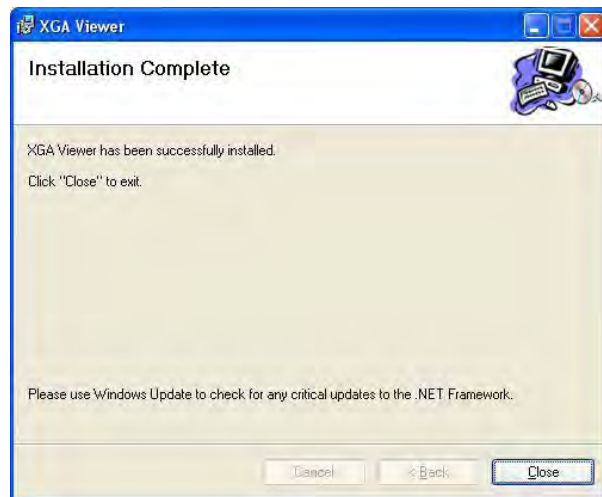 XGA Viewer
Installation Complete
XGA Viewer has been successfully installed.
Click "Close" to exit.
Please use Windows Update to check for any critical updates to the .NET Framework.
Cancel
< Back
Close